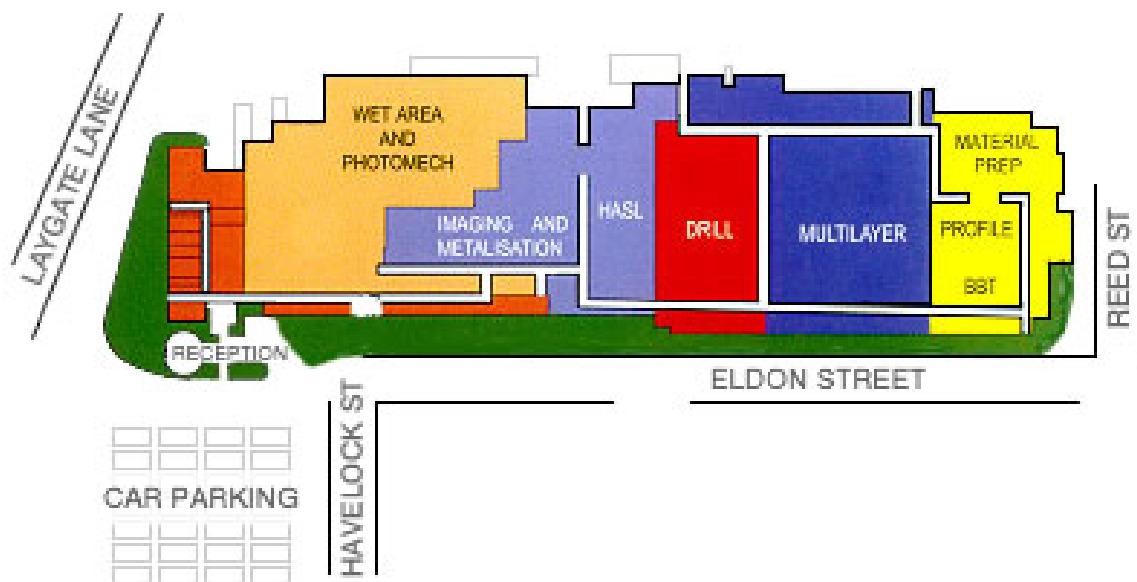 LAYGATE LANE
WET AREA
AND
PHOTOMECH
IMAGING AND
METALISATION
HASL
DRILL
MULTILAYER
MATERIAL
PREP
PROFILE
BBT
REED ST
RECEPTION
ELDON STREET
HAVELOCK ST
CAR PARKING